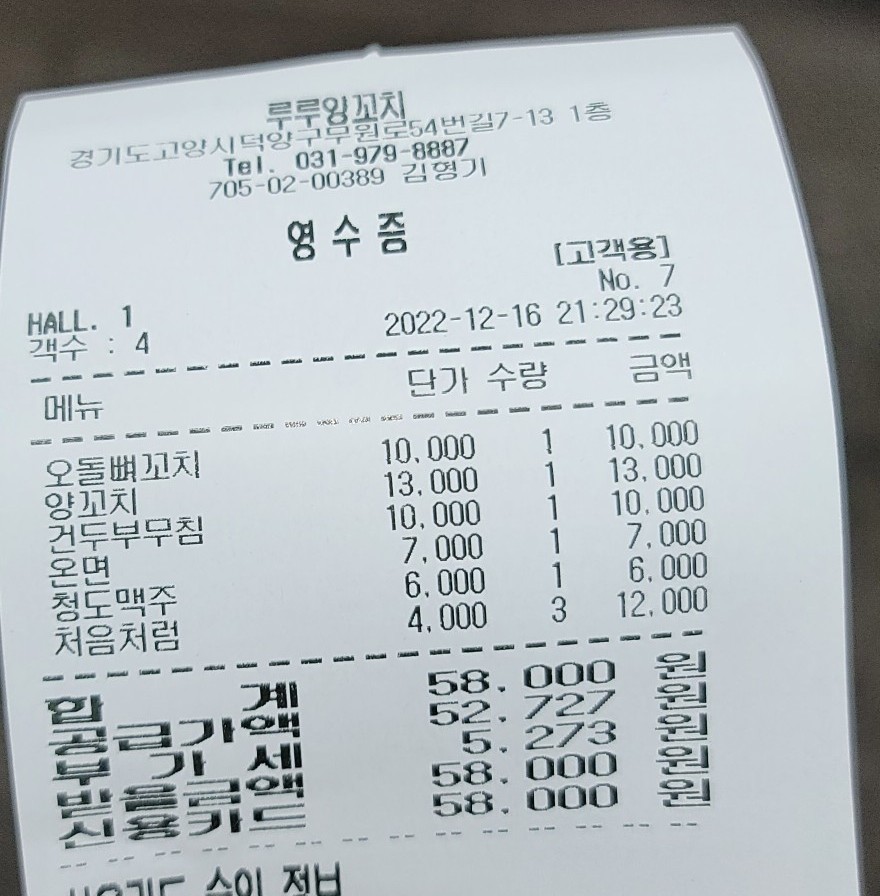 루루양꼬치
경기도고양시덕양구무원로54번길7-13 1층
Tel. 031-979-8887
705-02-00389 김형기
영수증
[고객용]
No. 7
HALL. 1 2022-12-16 21:29:23
객수 : 4
메뉴 단가 수량 금액
오돌뼈꼬치 10,000 1 10,000
양꼬치 13,000 1 13,000
건두부무침 10,000 1 10,000
온면 7,000 1 7,000
청도맥주 6,000 1 6,000
처음처럼 4,000 3 12,000
합 계 58.000 원
공급가액 52.727 원
부 가 세 5.273 원
받을금액 58.000 원
신용카드 58.000 원